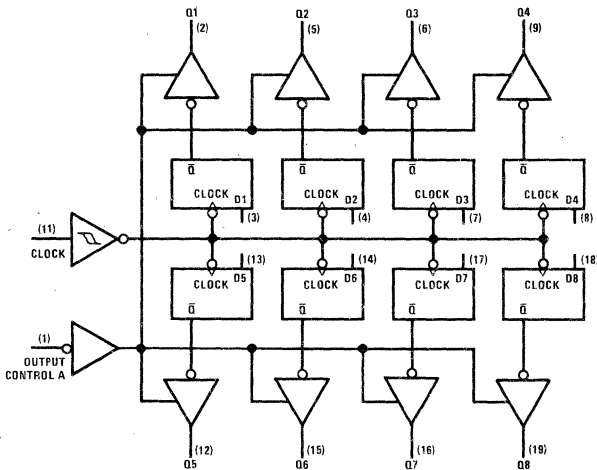 Q1 Q2 Q3 Q4
(2) (5) (6) (9)
Q̅ Q̅ Q̅ Q̅
CLOCK CLOCK CLOCK CLOCK
D1 D2 D3 D4
(3) (4) (7) (8)
(11)
CLOCK
(13) (14) (17) (18)
CLOCK D5 CLOCK D6 CLOCK D7 CLOCK D8
Q̅ Q̅ Q̅ Q̅
(1)
OUTPUT
CONTROL A
(12) (15) (16) (19)
Q5 Q6 Q7 Q8